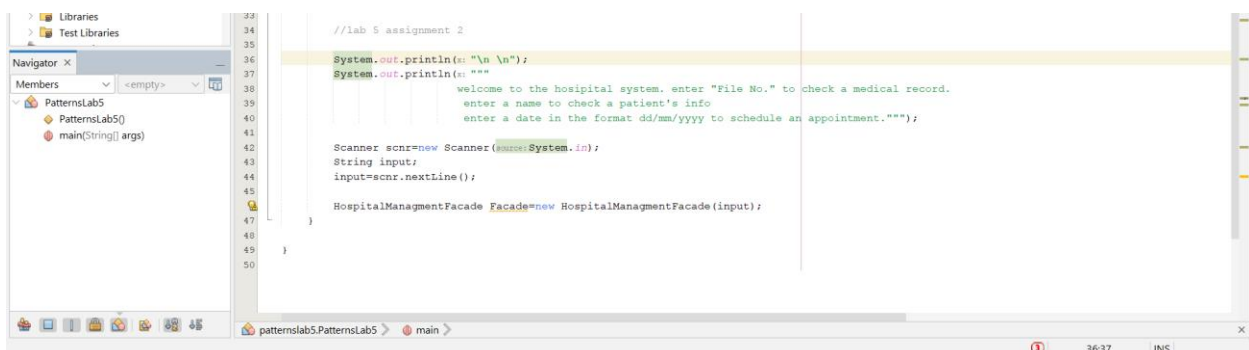 Libraries
Test Libraries
Navigator ×
Members <empty>
PatternsLab5
PatternsLab5()
main(String[] args)
33
34 //lab 5 assignment 2
35
36 System.out.println(x: "\n \n");
37 System.out.println(x: """
38 welcome to the hosipital system. enter "File No." to check a medical record.
39 enter a name to check a patient's info
40 enter a date in the format dd/mm/yyyy to schedule an appointment.""");
41
42 Scanner scnr=new Scanner(source:System.in);
43 String input;
44 input=scnr.nextLine();
45
HospitalManagmentFacade Facade=new HospitalManagmentFacade(input);
47 }
48
49 }
50
patternslab5.PatternsLab5 main
3 36:37 INS